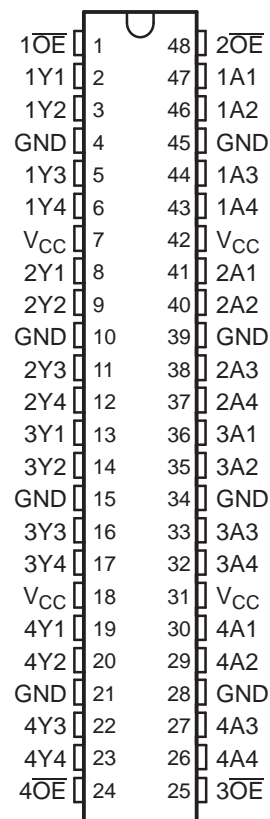 1O̅E̅ 1 48 2O̅E̅
1Y1 2 47 1A1
1Y2 3 46 1A2
GND 4 45 GND
1Y3 5 44 1A3
1Y4 6 43 1A4
VCC 7 42 VCC
2Y1 8 41 2A1
2Y2 9 40 2A2
GND 10 39 GND
2Y3 11 38 2A3
2Y4 12 37 2A4
3Y1 13 36 3A1
3Y2 14 35 3A2
GND 15 34 GND
3Y3 16 33 3A3
3Y4 17 32 3A4
VCC 18 31 VCC
4Y1 19 30 4A1
4Y2 20 29 4A2
GND 21 28 GND
4Y3 22 27 4A3
4Y4 23 26 4A4
4O̅E̅ 24 25 3O̅E̅